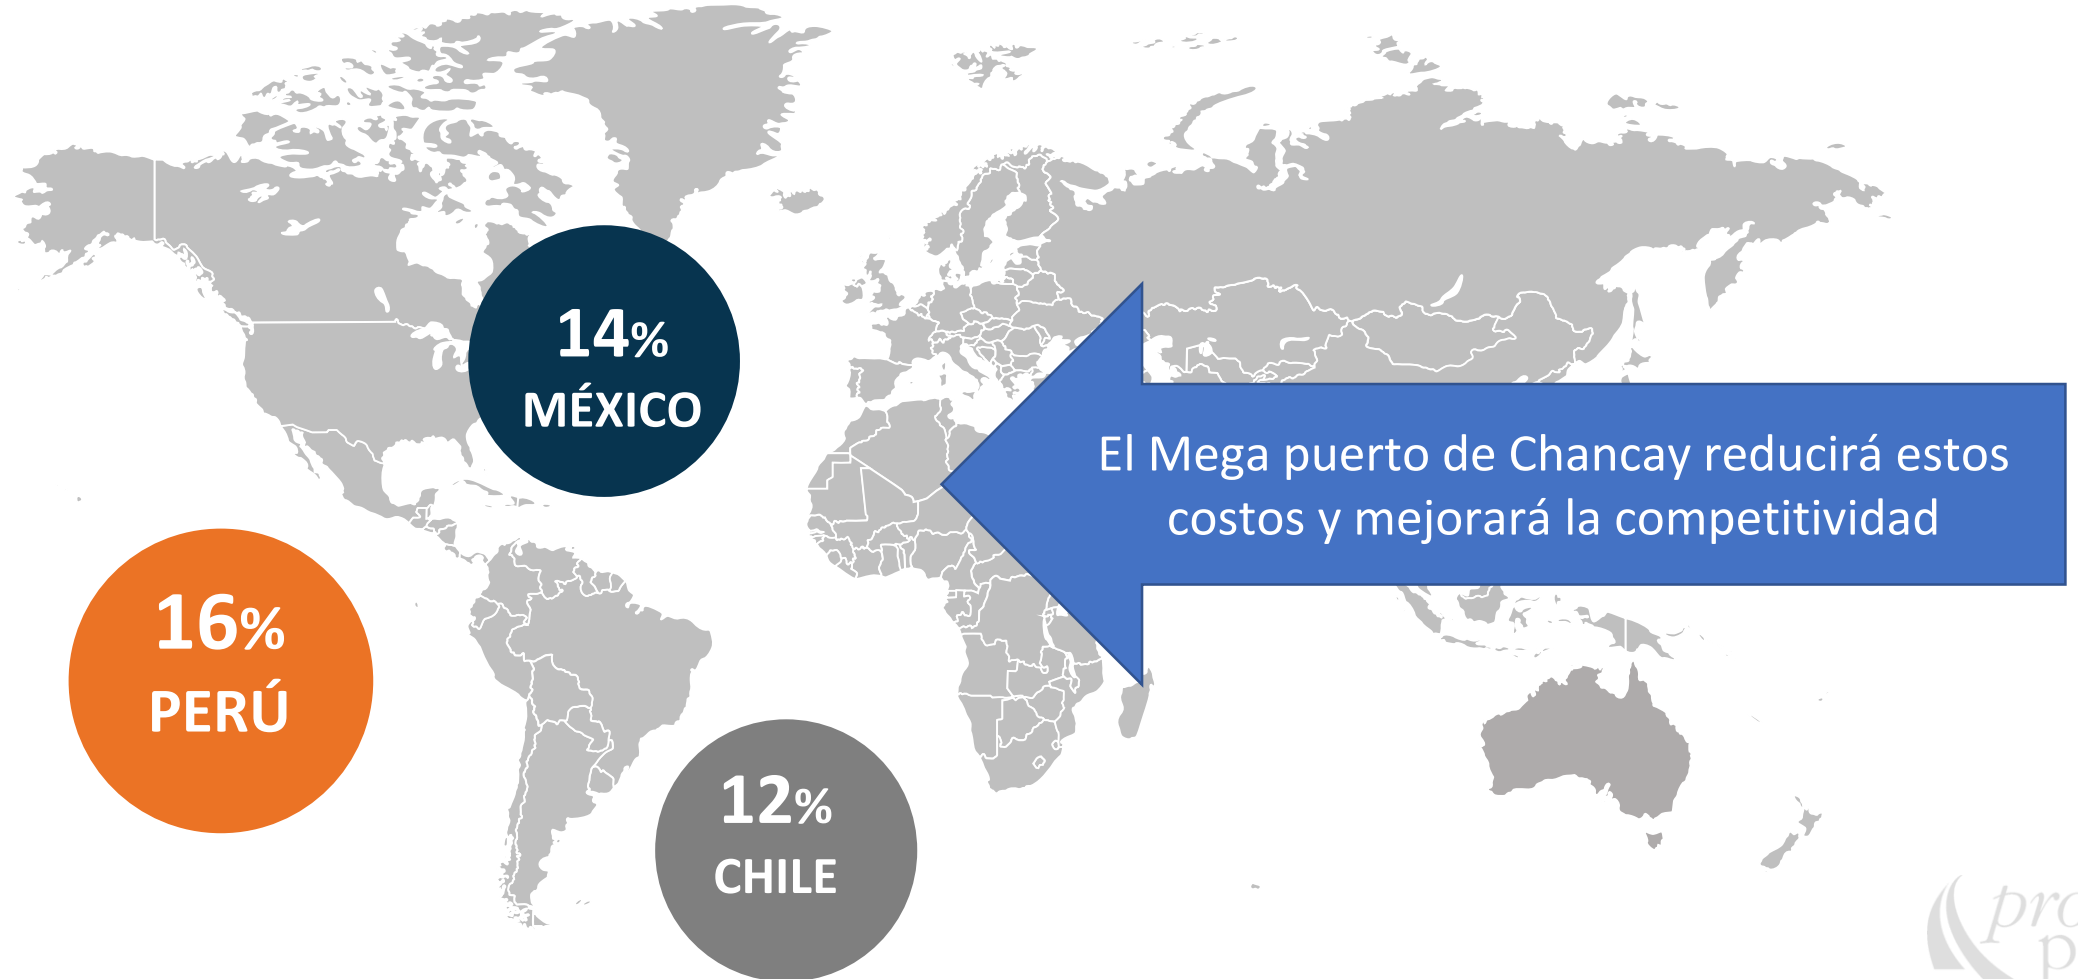 14%
MÉXICO
El Mega puerto de Chancay reducirá estos
costos y mejorará la competitividad
16%
PERÚ
12%
CHILE